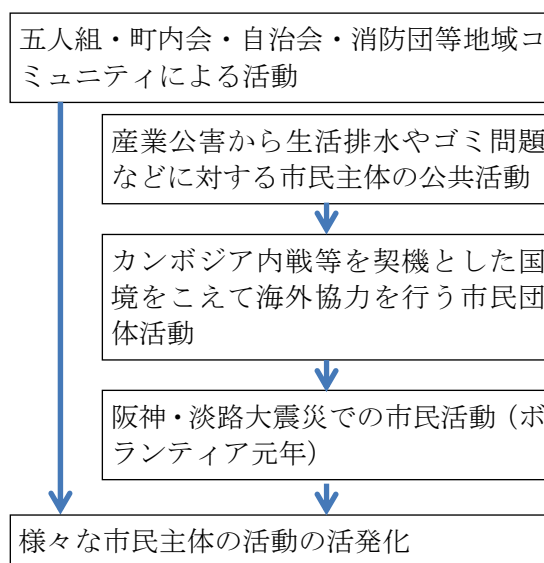 五人組・町内会・自治会・消防団等地域コ
ミュニティによる活動
産業公害から生活排水やゴミ問題
などに対する市民主体の公共活動
カンボジア内戦等を契機とした国
境をこえて海外協力を行う市民団
体活動
阪神・淡路大震災での市民活動（ボ
ランティア元年）
様々な市民主体の活動の活発化